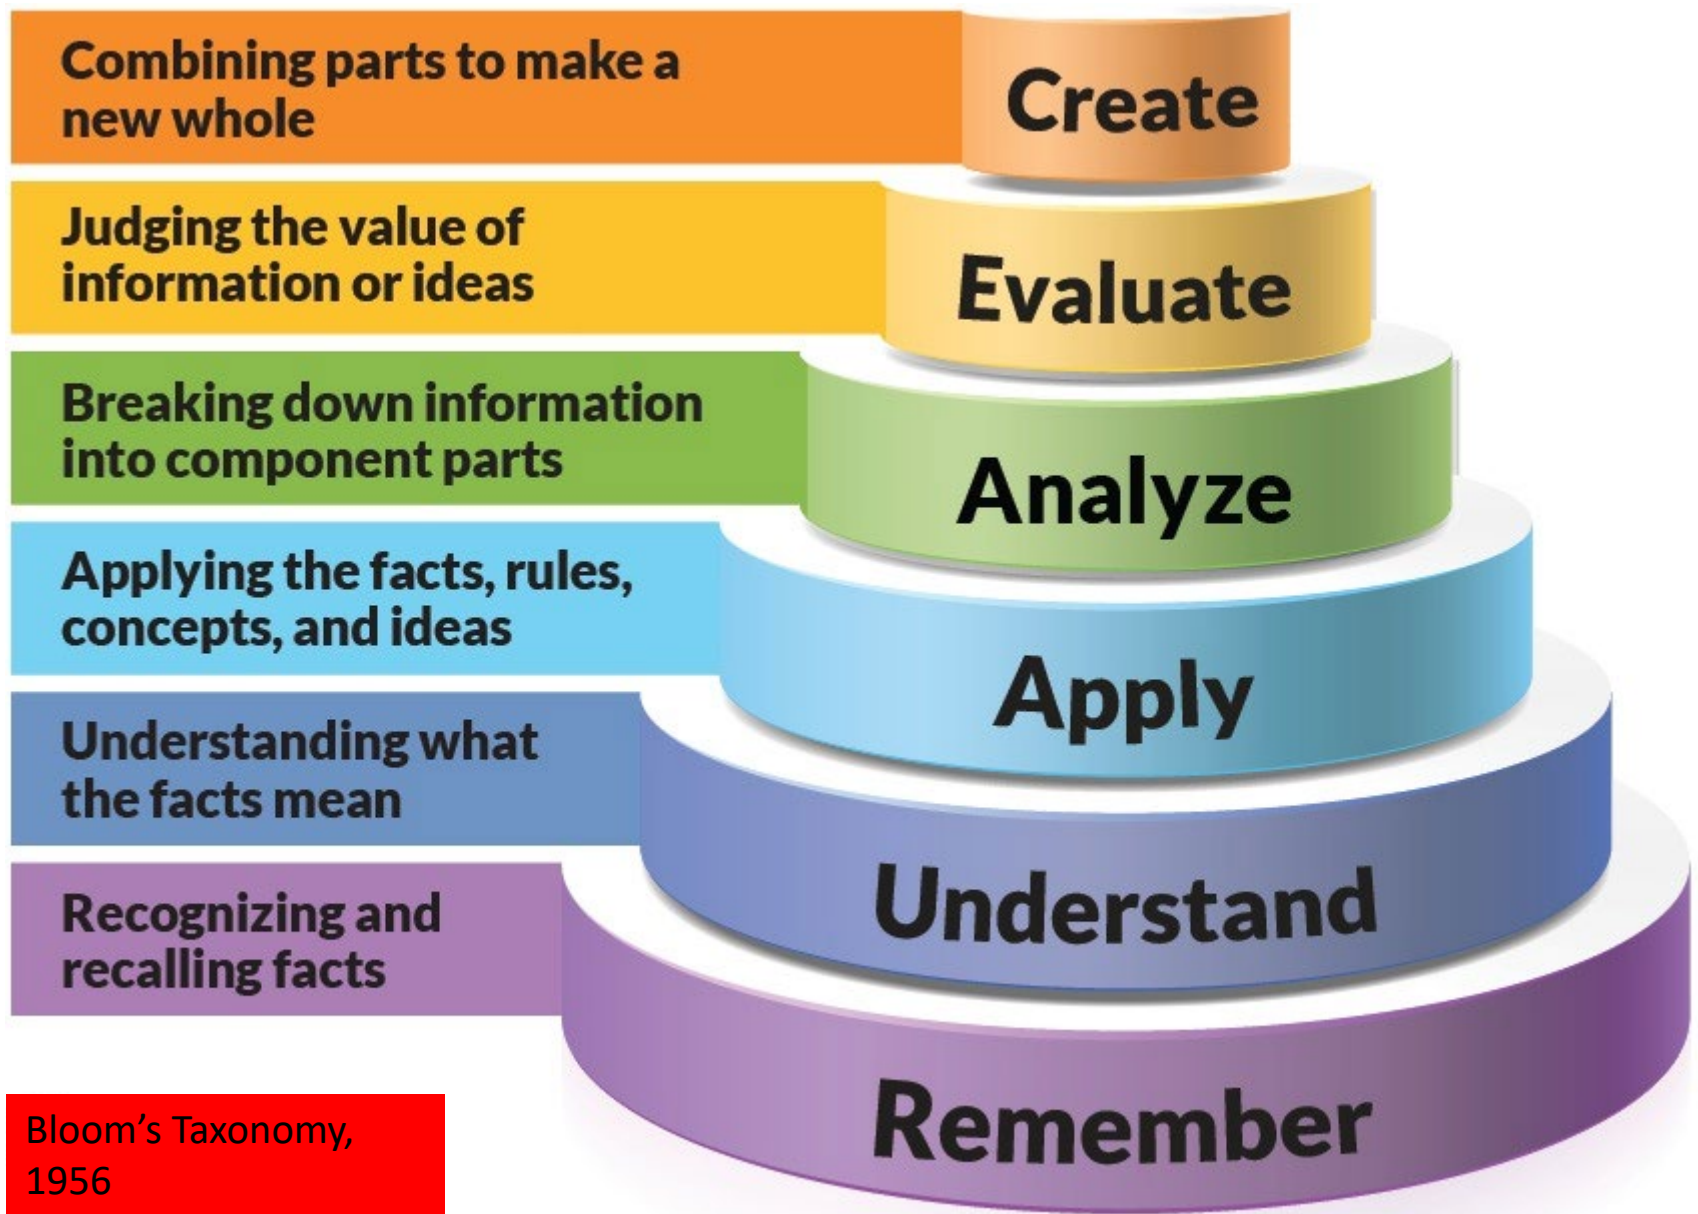 Combining parts to make a
new whole
Create
Judging the value of
information or ideas
Evaluate
Breaking down information
into component parts
Analyze
Applying the facts, rules,
concepts, and ideas
Apply
Understanding what
the facts mean
Understand
Recognizing and
recalling facts
Remember
Bloom’s Taxonomy,
1956